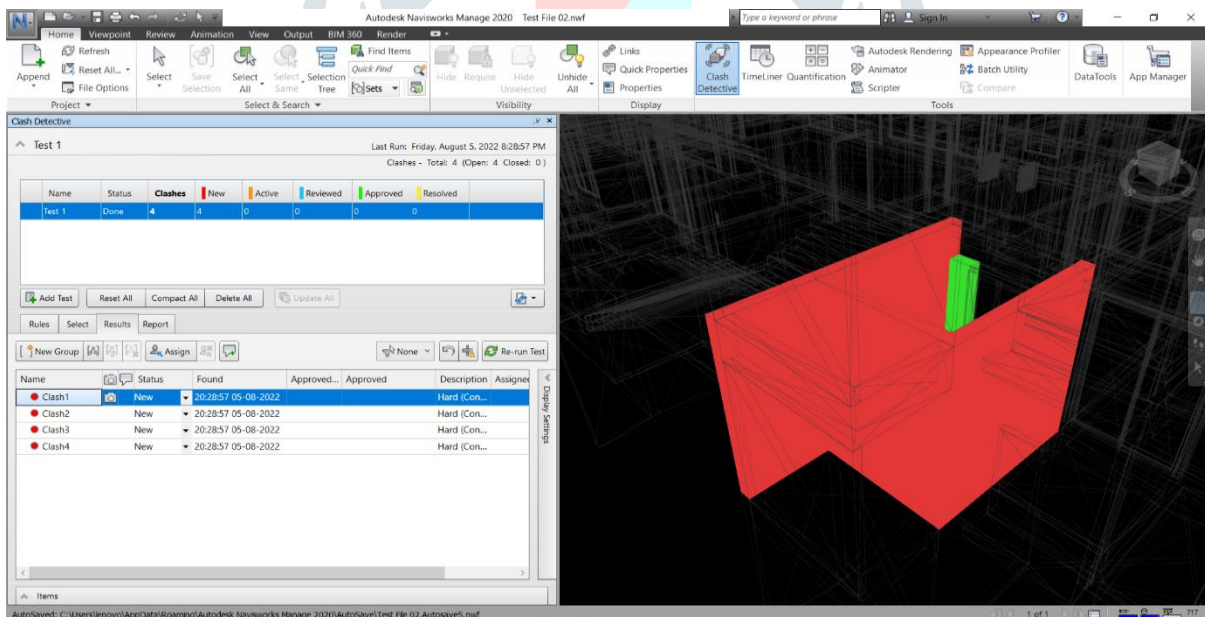 Autodesk Navisworks Manage 2020 Test File 02.nwf
Type a keyword or phrase
Sign In
Home Viewpoint Review Animation View Output BIM 360 Render
Append
Refresh
Reset All...
File Options
Project
Select
Save Selection
Select All
Select Same
Selection Tree
Find Items
Quick Find
Sets
Select & Search
Hide
Require
Hide Unselected
Unhide All
Visibility
Links
Quick Properties
Properties
Display
Clash Detective
TimeLiner
Quantification
Autodesk Rendering
Animator
Scripter
Appearance Profiler
Batch Utility
Compare
DataTools
App Manager
Tools
Clash Detective
Test 1
Last Run: Friday, August 5, 2022 8:28:57 PM
Clashes - Total: 4 (Open: 4 Closed: 0)
Name Status Clashes New Active Reviewed Approved Resolved
Test 1 Done 4 4 0 0 0 0
Add Test Reset All Compact All Delete All Update All
Rules Select Results Report
New Group Assign None Re-run Test
Name Status Found Approved... Approved Description Assigned
Clash1 New 20:28:57 05-08-2022 Hard (Con...
Clash2 New 20:28:57 05-08-2022 Hard (Con...
Clash3 New 20:28:57 05-08-2022 Hard (Con...
Clash4 New 20:28:57 05-08-2022 Hard (Con...
Display Settings
Items
AutoSaved: C:\Users\lenovo\AppData\Roaming\Autodesk Navisworks Manage 2020\AutoSave\Test File 02.Autosave5.nwf
1 of 1
717